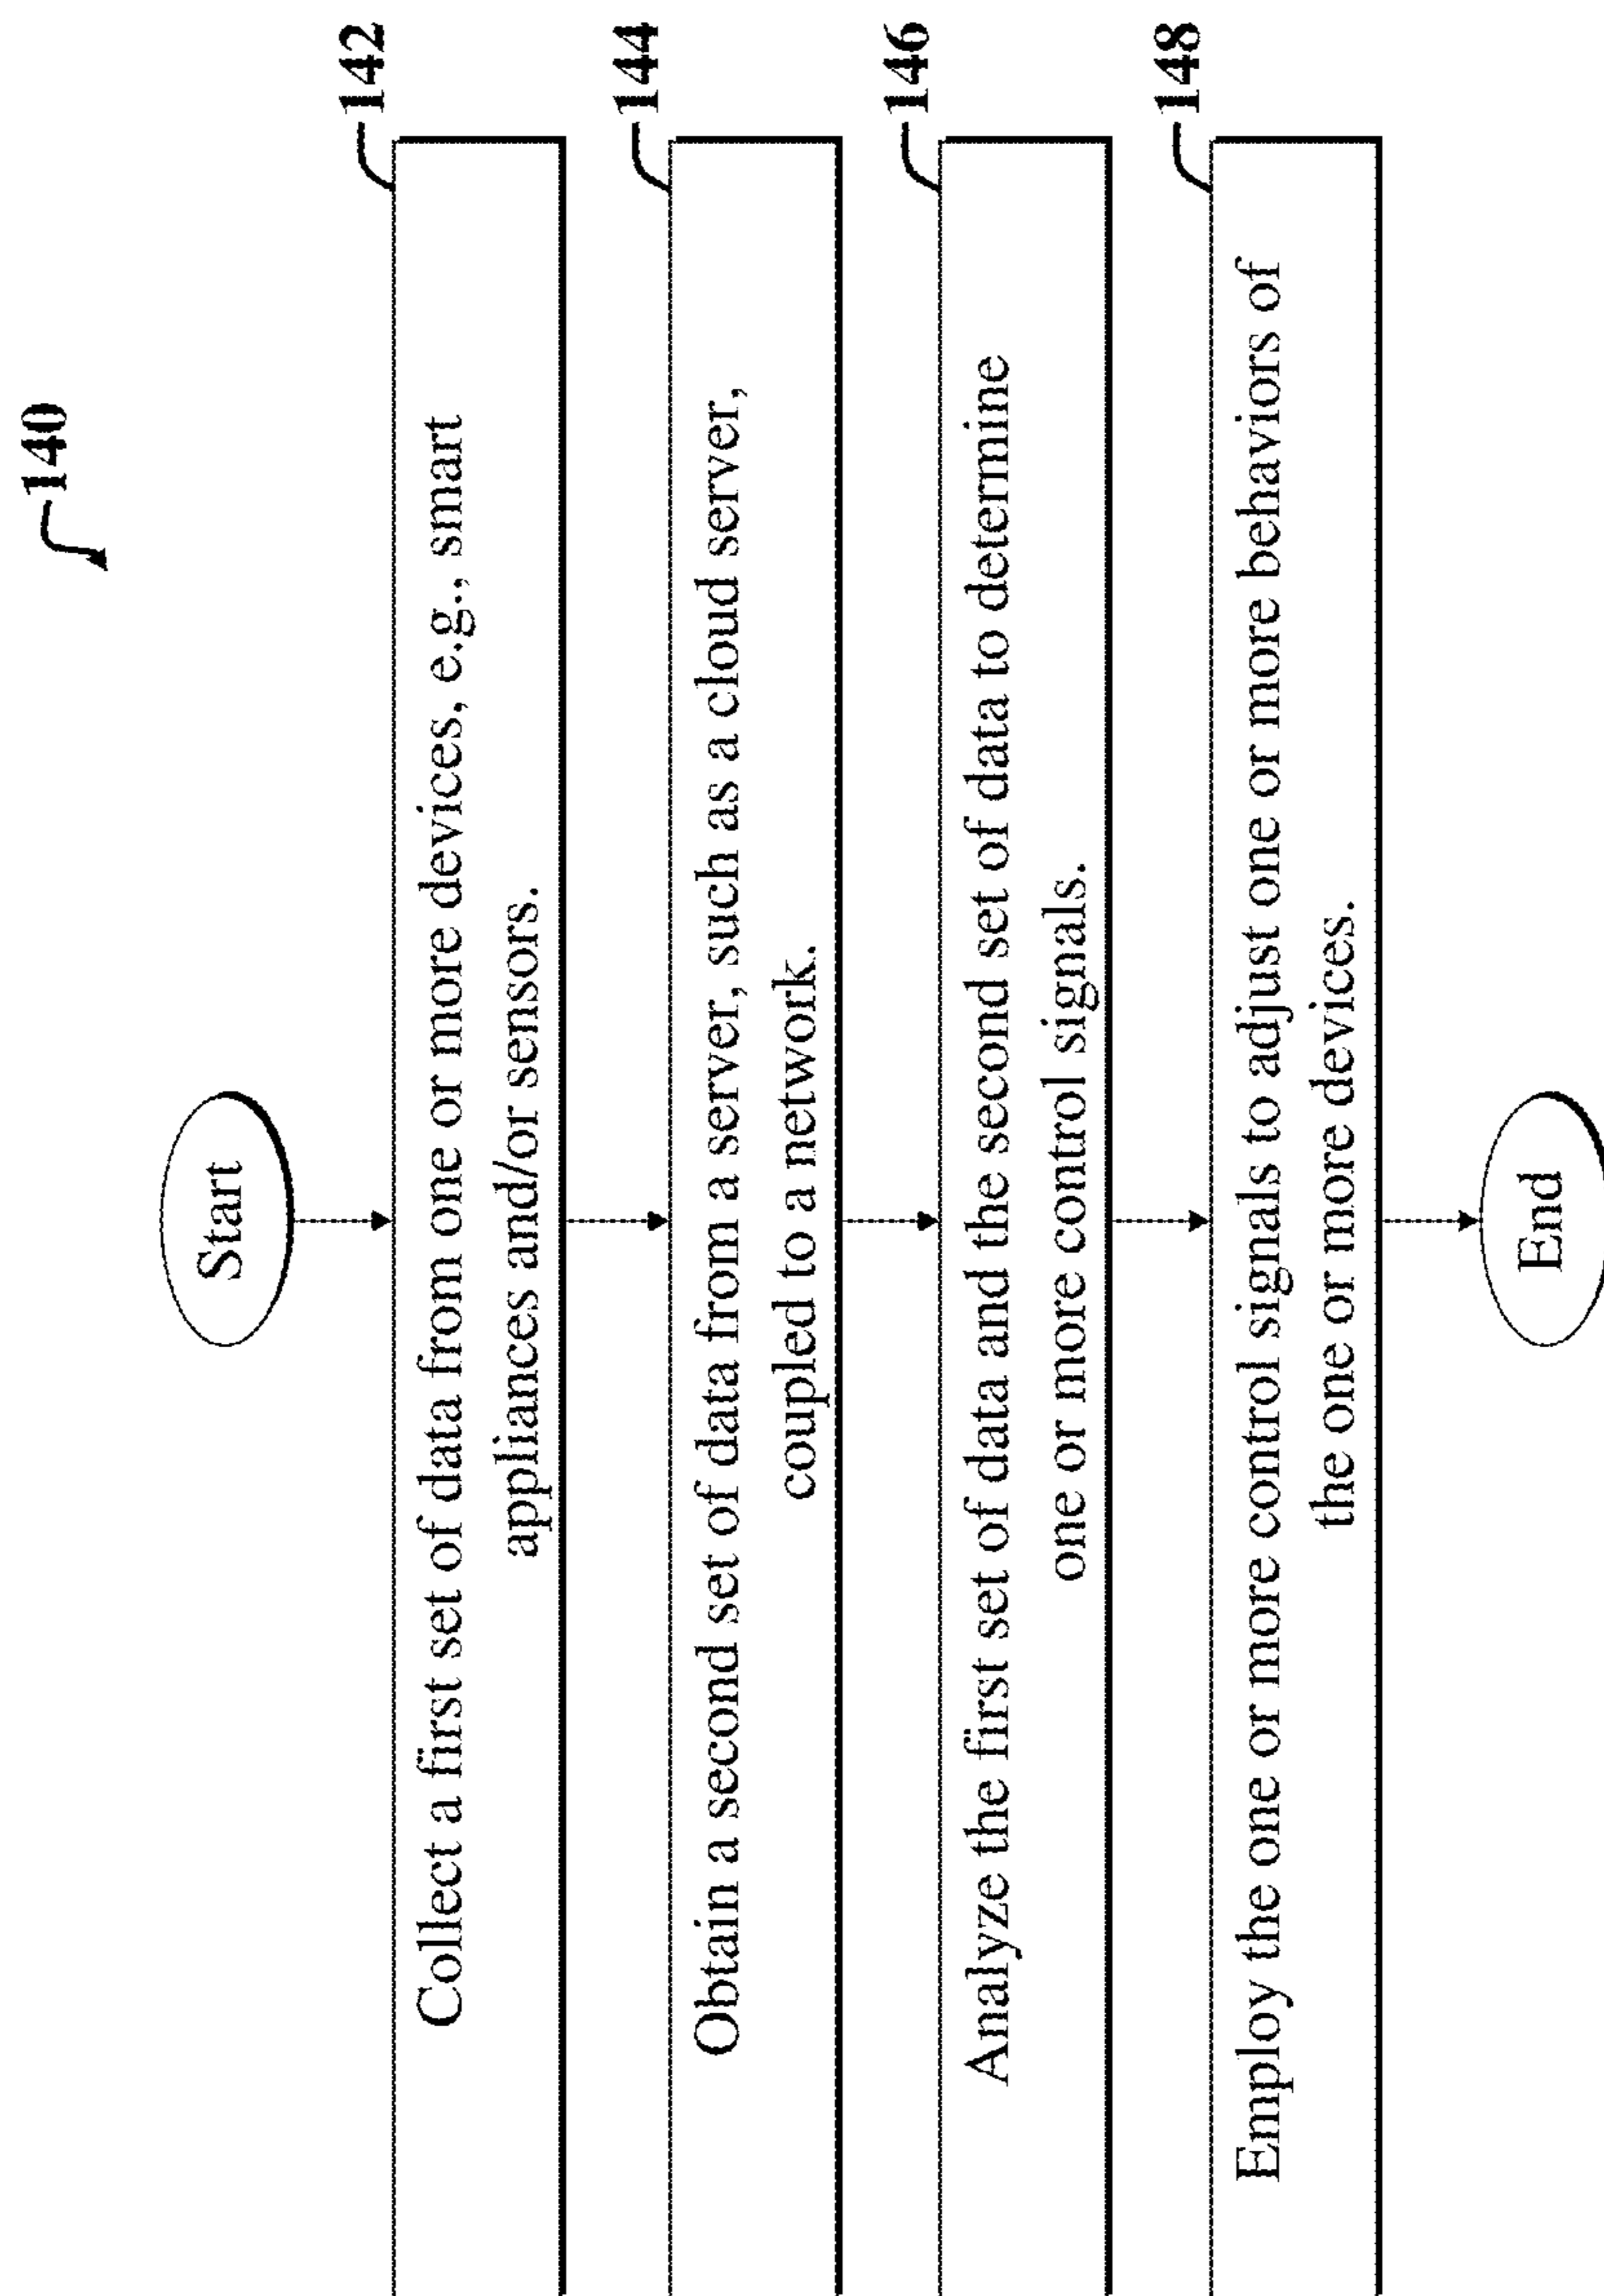 140
Start
142
Collect a first set of data from one or more devices, e.g., smart
appliances and/or sensors.
144
Obtain a second set of data from a server, such as a cloud server,
coupled to a network.
146
Analyze the first set of data and the second set of data to determine
one or more control signals.
148
Employ the one or more control signals to adjust one or more behaviors of
the one or more devices.
End